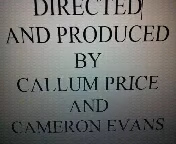 DIRECTED
AND PRODUCED
BY
CALLUM PRICE
AND
CAMERON EVANS